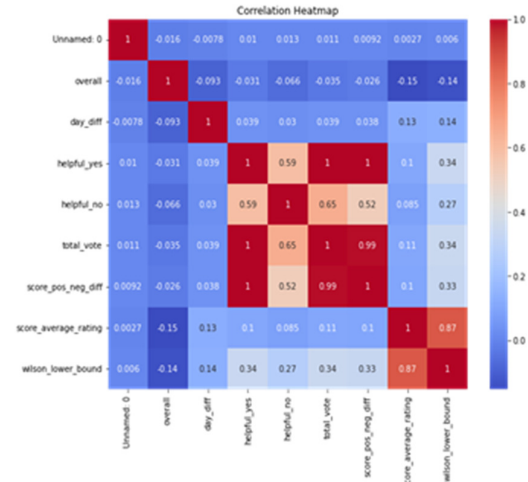 Correlation Heatmap
Unnamed: 0 1 -0.016 -0.0078 0.01 0.013 0.011 0.0092 0.0027 0.006
overall -0.016 1 -0.093 -0.031 -0.066 -0.035 -0.026 -0.15 -0.14
day_diff -0.0078 -0.093 1 0.039 0.03 0.039 0.038 0.13 0.14
helpful_yes 0.01 -0.031 0.039 1 0.59 1 1 0.1 0.34
helpful_no 0.013 -0.066 0.03 0.59 1 0.65 0.52 0.085 0.27
total_vote 0.011 -0.035 0.039 1 0.65 1 0.99 0.11 0.34
score_pos_neg_diff 0.0092 -0.026 0.038 1 0.52 0.99 1 0.1 0.33
score_average_rating 0.0027 -0.15 0.13 0.1 0.085 0.11 0.1 1 0.87
wilson_lower_bound 0.006 -0.14 0.14 0.34 0.27 0.34 0.33 0.87 1
Unnamed: 0
overall
day_diff
helpful_yes
helpful_no
total_vote
score_pos_neg_diff
core_average_rating
wilson_lower_bound
1.0
0.8
0.6
0.4
0.2
0.0